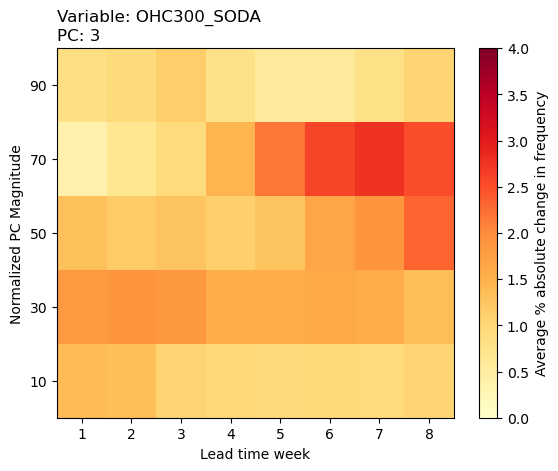 Variable: OHC300_SODA
PC: 3
Normalized PC Magnitude
90
70
50
30
10
1 2 3 4 5 6 7 8
Lead time week
4.0
3.5
3.0
2.5
2.0
1.5
1.0
0.5
0.0
Average % absolute change in frequency